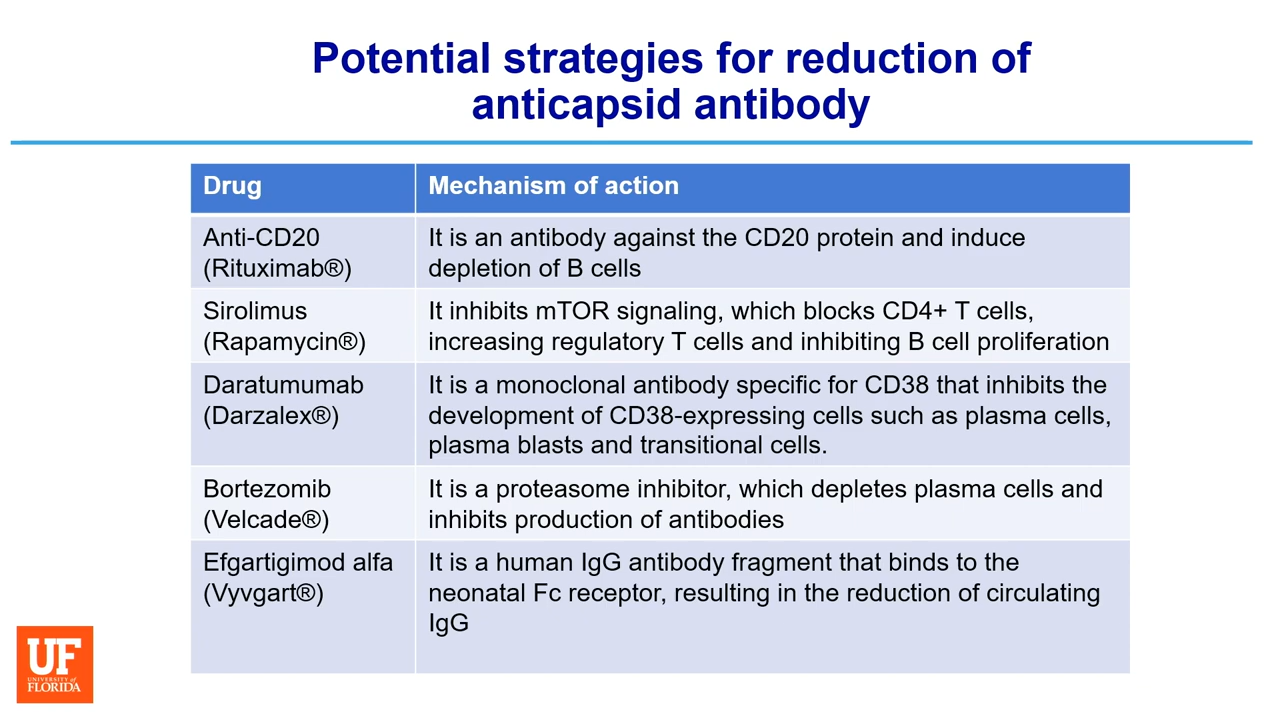 Potential strategies for reduction of
anticapsid antibody
Drug
Mechanism of action
Anti-CD20
(Rituximab®)
It is an antibody against the CD20 protein and induce
depletion of B cells
Sirolimus
(Rapamycin®)
It inhibits mTOR signaling, which blocks CD4+ T cells,
increasing regulatory T cells and inhibiting B cell proliferation
Daratumumab
(Darzalex®)
It is a monoclonal antibody specific for CD38 that inhibits the
development of CD38-expressing cells such as plasma cells,
plasma blasts and transitional cells.
Bortezomib
(Velcade®)
It is a proteasome inhibitor, which depletes plasma cells and
inhibits production of antibodies
Efgartigimod alfa
(Vyvgart®)
It is a human IgG antibody fragment that binds to the
neonatal Fc receptor, resulting in the reduction of circulating
IgG
UF
UNIVERSITY of
FLORIDA